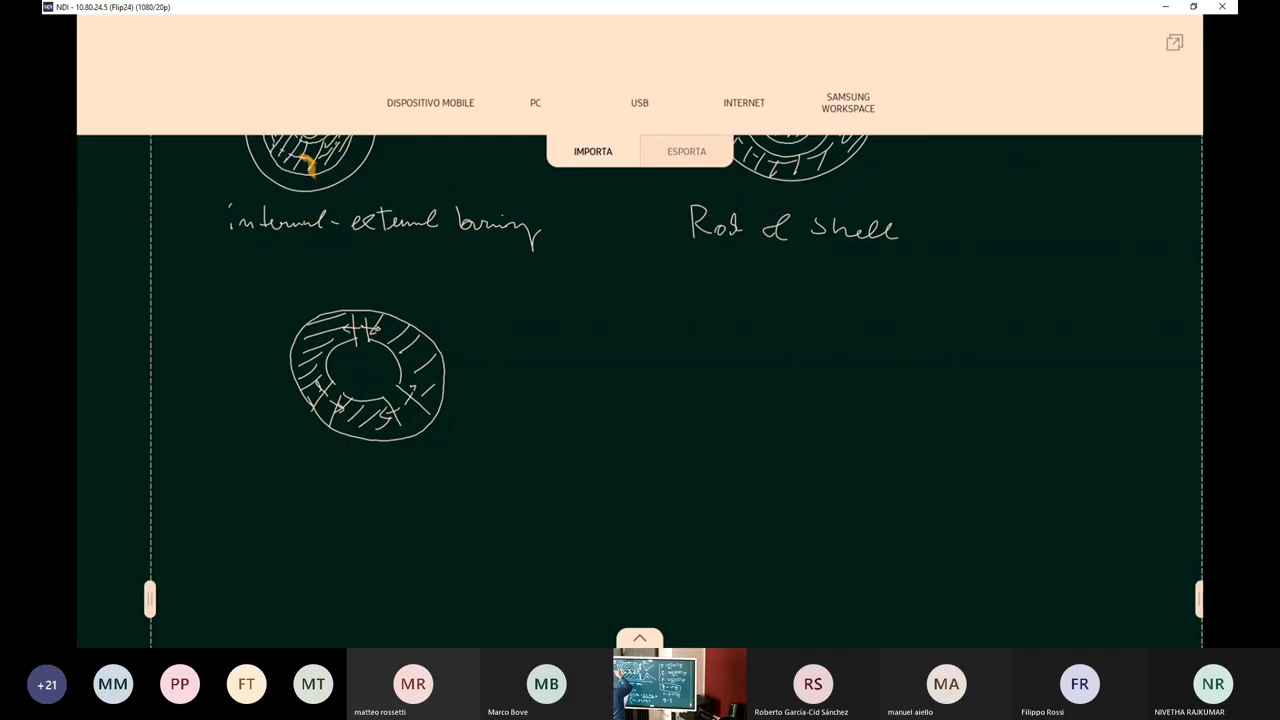 NDI - 10.80.24.5 (Flip24) (1080/20p)
DISPOSITIVO MOBILE
PC
USB
INTERNET
SAMSUNG
WORKSPACE
IMPORTA
ESPORTA
internal-external burning
Rod & shell
+21
MM
PP
FT
MT
MR
matteo rossetti
MB
Marco Bove
RS
Roberto García-Cid Sánchez
MA
manuel aiello
FR
Filippo Rossi
NR
NIVETHA RAJKUMAR